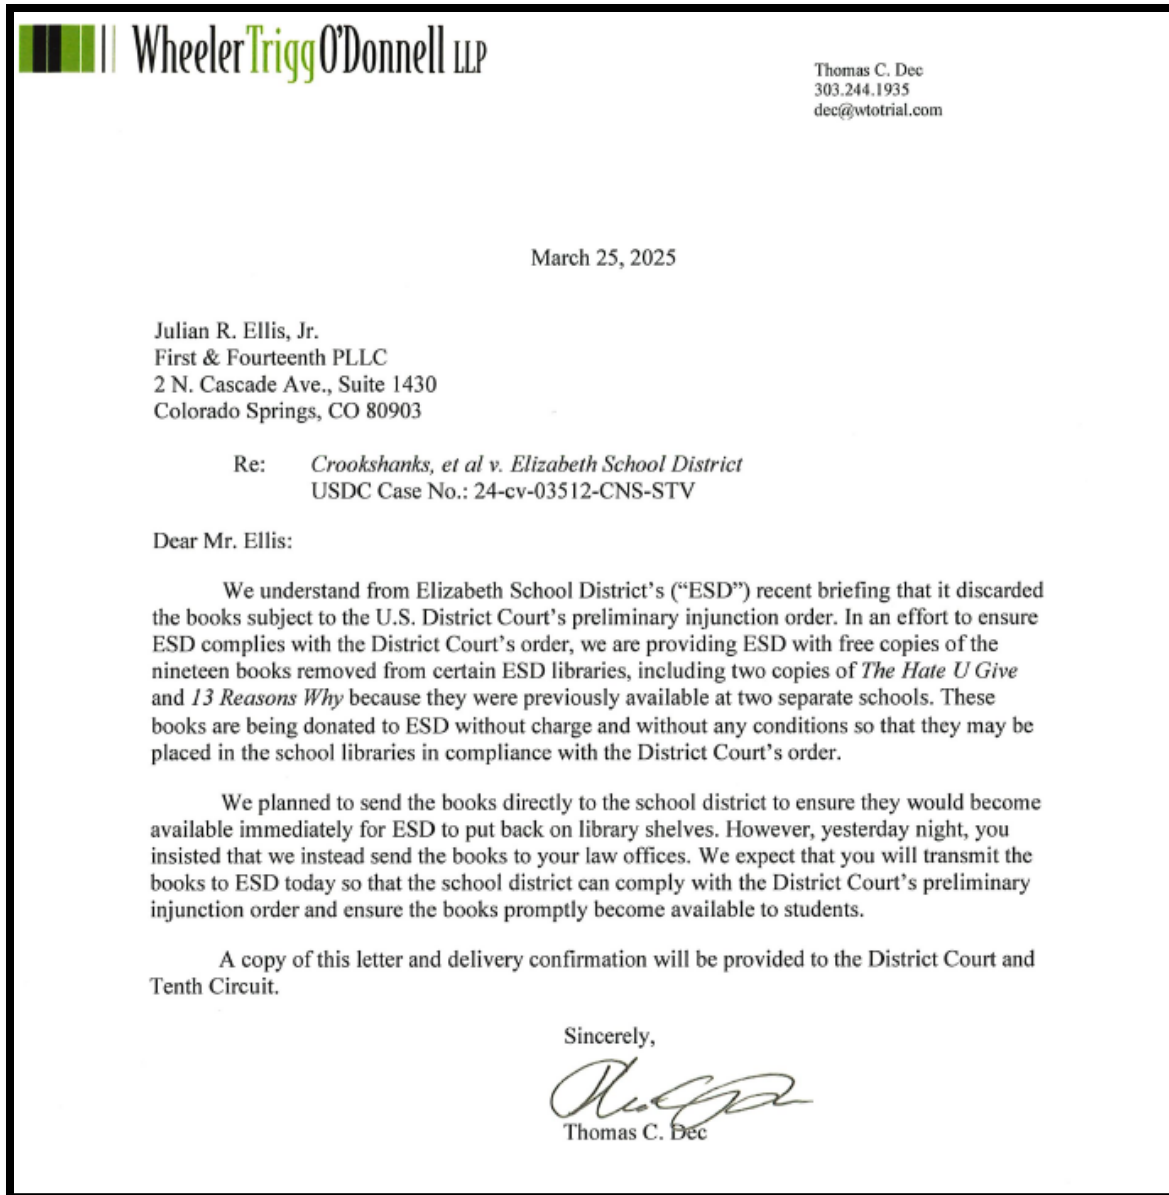 WheelerTriggO'Donnell LLP
Thomas C. Dec
303.244.1935
dec@wtotrial.com
March 25, 2025
Julian R. Ellis, Jr.
First & Fourteenth PLLC
2 N. Cascade Ave., Suite 1430
Colorado Springs, CO 80903
Re: Crookshanks, et al v. Elizabeth School District
USDC Case No.: 24-cv-03512-CNS-STV
Dear Mr. Ellis:
We understand from Elizabeth School District's ("ESD") recent briefing that it discarded
the books subject to the U.S. District Court's preliminary injunction order. In an effort to ensure
ESD complies with the District Court's order, we are providing ESD with free copies of the
nineteen books removed from certain ESD libraries, including two copies of The Hate U Give
and 13 Reasons Why because they were previously available at two separate schools. These
books are being donated to ESD without charge and without any conditions so that they may be
placed in the school libraries in compliance with the District Court's order.
We planned to send the books directly to the school district to ensure they would become
available immediately for ESD to put back on library shelves. However, yesterday night, you
insisted that we instead send the books to your law offices. We expect that you will transmit the
books to ESD today so that the school district can comply with the District Court's preliminary
injunction order and ensure the books promptly become available to students.
A copy of this letter and delivery confirmation will be provided to the District Court and
Tenth Circuit.
Sincerely,
Thomas C. Dec